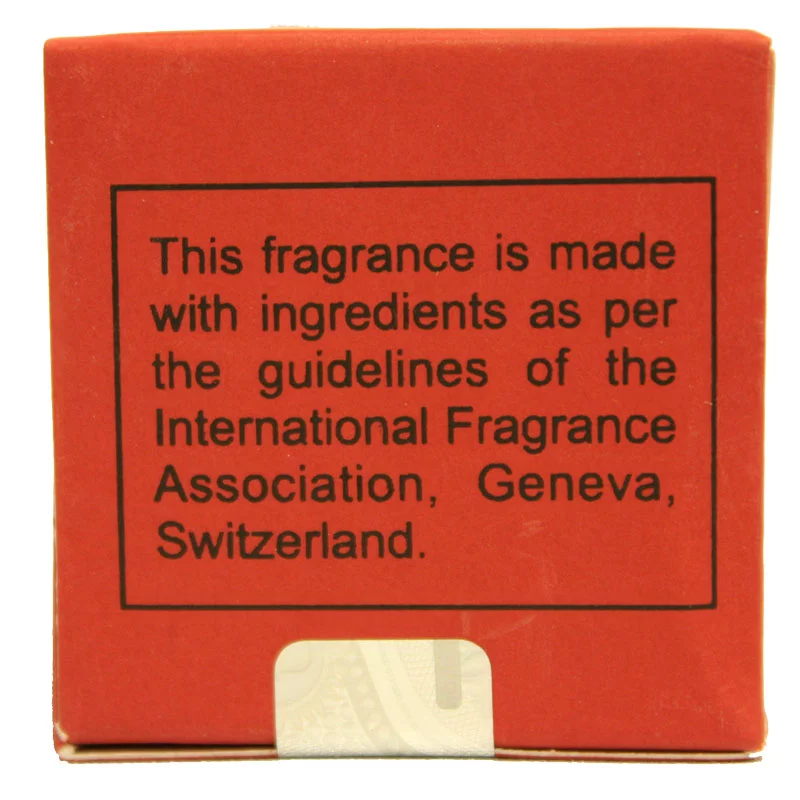 This fragrance is made
with ingredients as per
the guidelines of the
International Fragrance
Association, Geneva,
Switzerland.